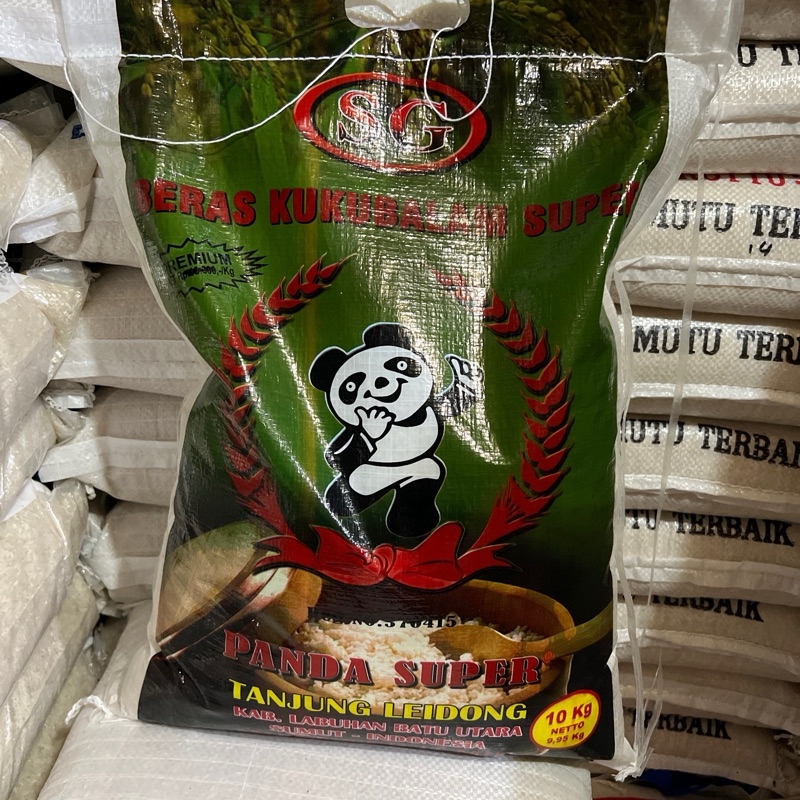 SG
BERAS KUKUBALAM SUPER
PREMIUM
PANDA SUPER
TANJUNG LEIDONG
KAB. LABUHAN BATU UTARA
SUMUT - INDONESIA
10 Kg
NETTO
9,95 Kg
MUTU TER
14
MUTU TERB
MUTU TERBAI
TU TERBAIK
TERBAIK
TERBAIK